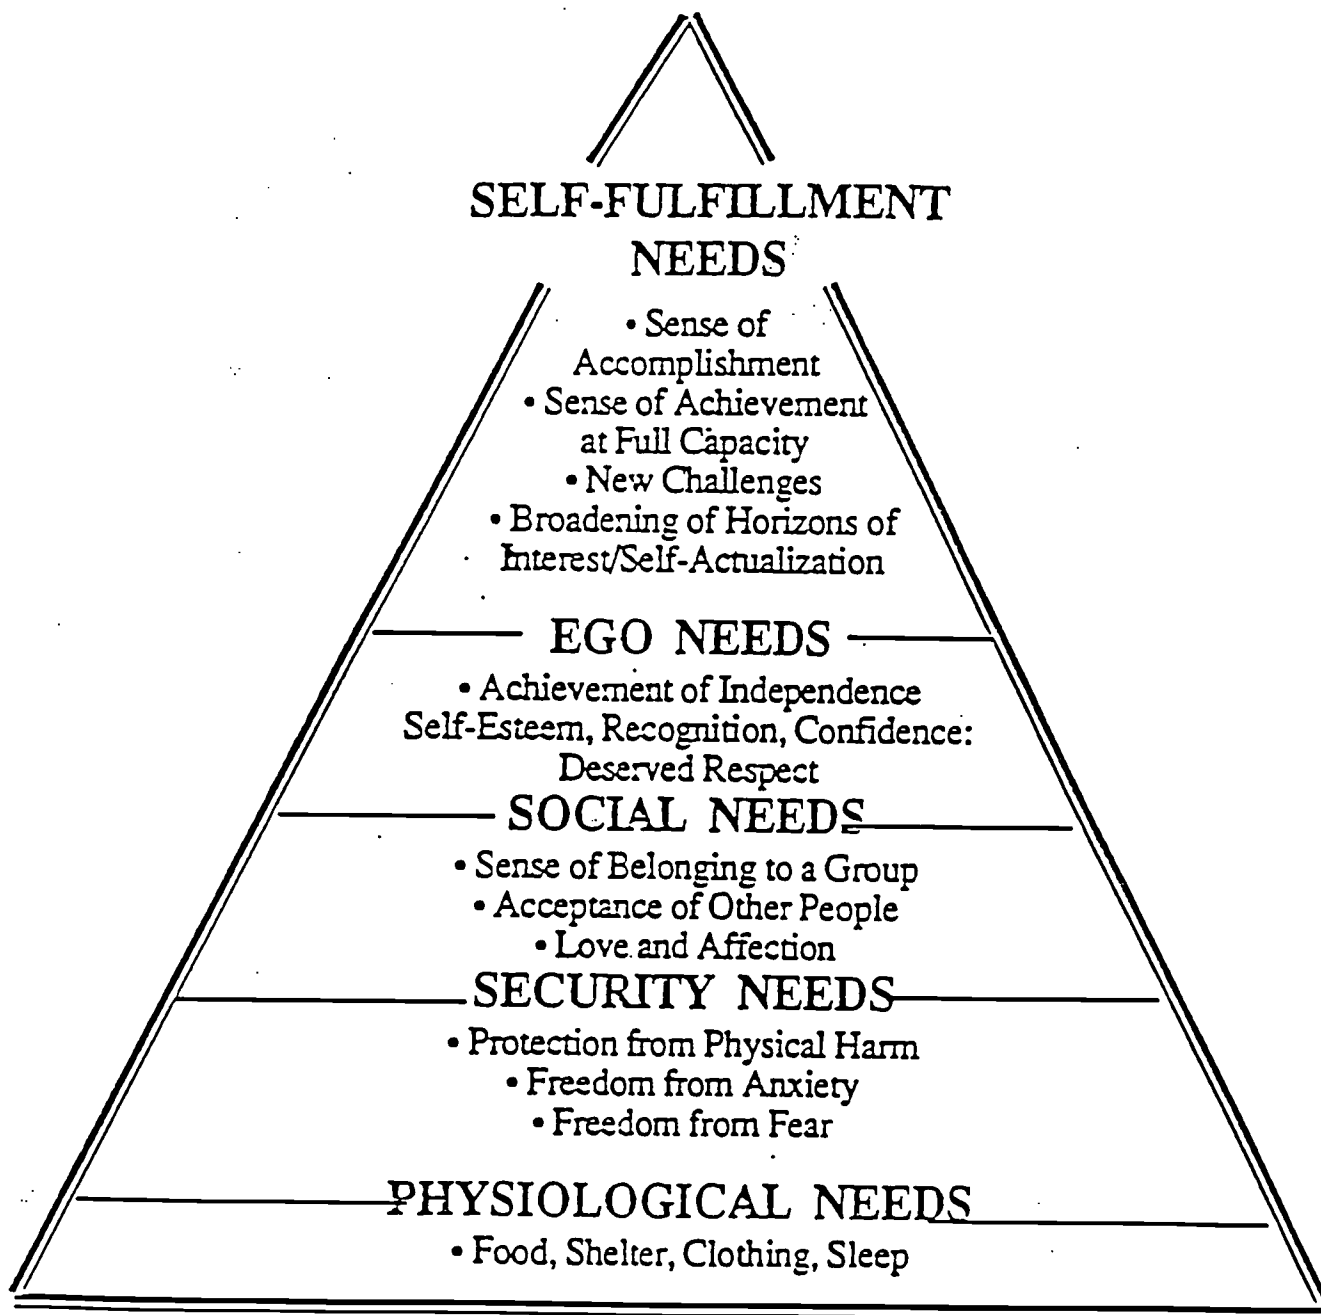 SELF-FULFILLMENT
NEEDS
• Sense of
Accomplishment
• Sense of Achievement
at Full Capacity
• New Challenges
• Broadening of Horizons of
Interest/Self-Actualization
EGO NEEDS
• Achievement of Independence
Self-Esteem, Recognition, Confidence:
Deserved Respect
SOCIAL NEEDS
• Sense of Belonging to a Group
• Acceptance of Other People
• Love and Affection
SECURITY NEEDS
• Protection from Physical Harm
• Freedom from Anxiety
• Freedom from Fear
PHYSIOLOGICAL NEEDS
• Food, Shelter, Clothing, Sleep